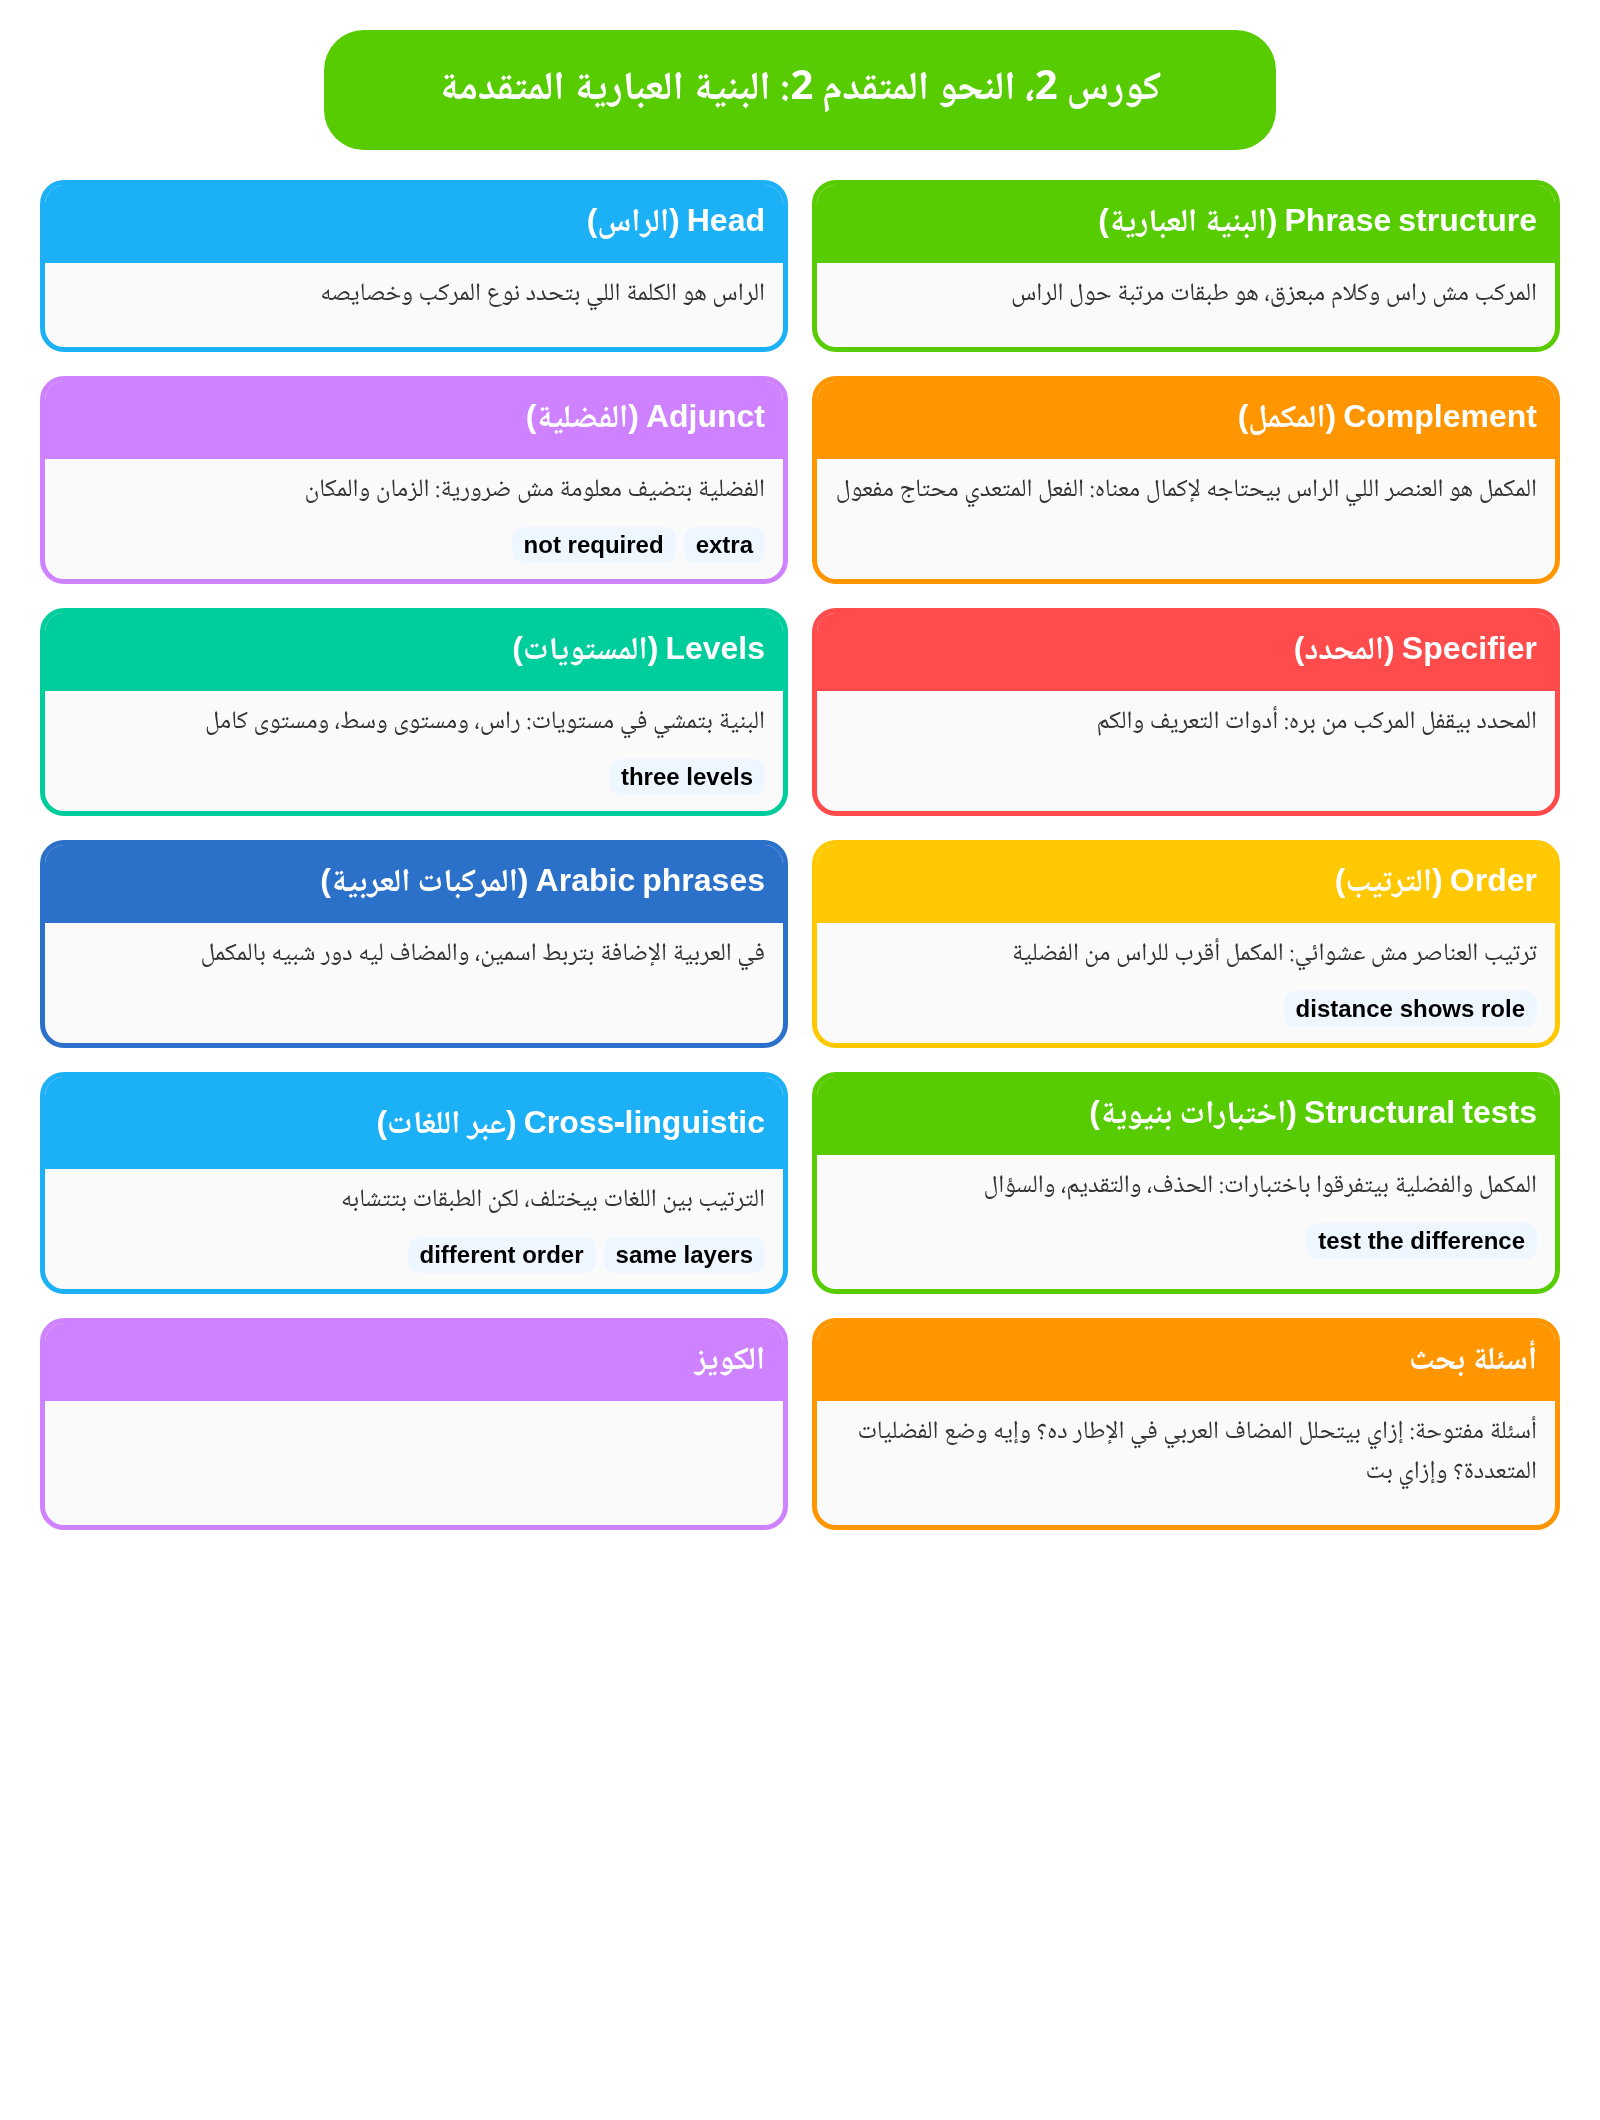 كورس 2، النحو المتقدم 2: البنية العبارية المتقدمة
Phrase structure (البنية العبارية)
المركب مش راس وكلام مبعزق، هو طبقات مرتبة حول الراس
Head (الراس)
الراس هو الكلمة اللي بتحدد نوع المركب وخصايصه
Complement (المكمل)
المكمل هو العنصر اللي الراس بيحتاجه لإكمال معناه: الفعل المتعدي محتاج مفعول
Adjunct (الفضلية)
الفضلية بتضيف معلومة مش ضرورية: الزمان والمكان
extra not required
Specifier (المحدد)
المحدد بيقفل المركب من بره: أدوات التعريف والكم
Levels (المستويات)
البنية بتمشي في مستويات: راس، ومستوى وسط، ومستوى كامل
three levels
Order (الترتيب)
ترتيب العناصر مش عشوائي: المكمل أقرب للراس من الفضلية
distance shows role
Arabic phrases (المركبات العربية)
في العربية الإضافة بتربط اسمين، والمضاف ليه دور شبيه بالمكمل
Structural tests (اختبارات بنيوية)
المكمل والفضلية بيتفرقوا باختبارات: الحذف، والتقديم، والسؤال
test the difference
Cross-linguistic (عبر اللغات)
الترتيب بين اللغات بيختلف، لكن الطبقات بتتشابه
same layers different order
أسئلة بحث
أسئلة مفتوحة: إزاي بيتحلل المضاف العربي في الإطار ده؟ وإيه وضع الفضليات
المتعددة؟ وإزاي بت
الكويز